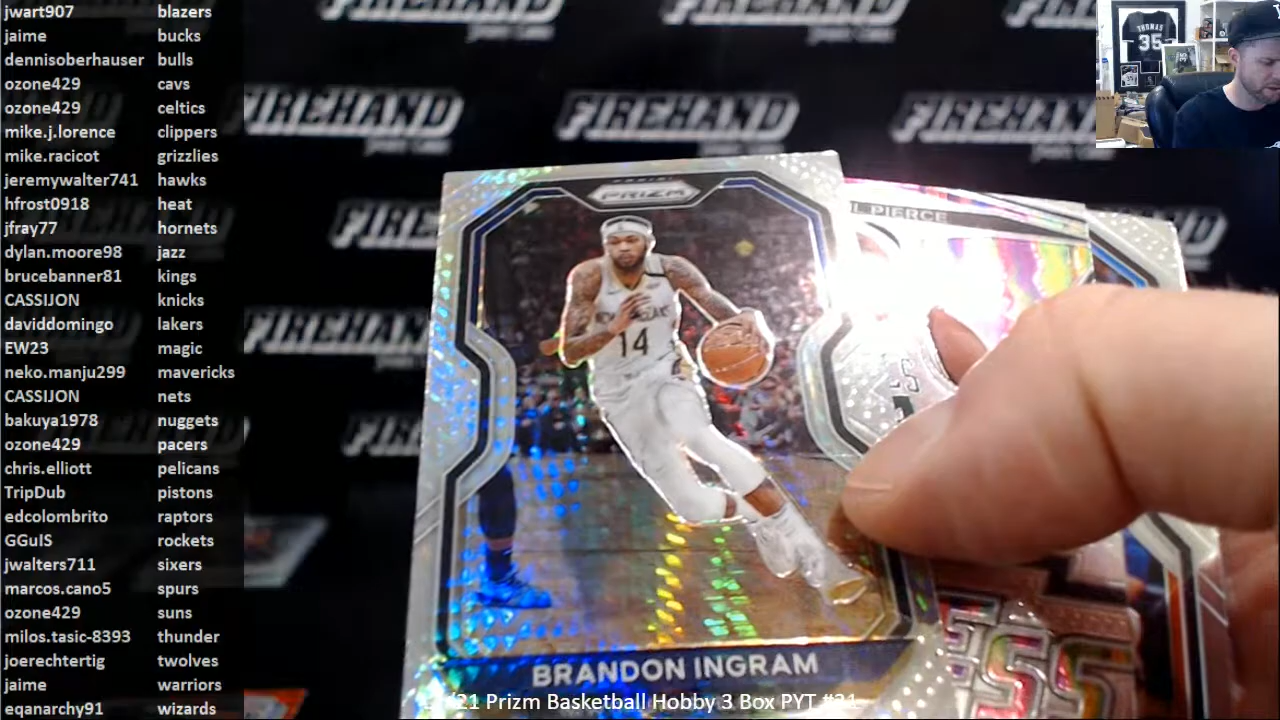 jwart907 blazers
jaime bucks
dennisoberhauser bulls
ozone429 cavs
ozone429 celtics
mike.j.lorence clippers
mike.racicot grizzlies
jeremywalter741 hawks
hfrost0918 heat
jfray77 hornets
dylan.moore98 jazz
brucebanner81 kings
CASSIJON knicks
daviddomingo lakers
EW23 magic
neko.manju299 mavericks
CASSIJON nets
bakuya1978 nuggets
ozone429 pacers
chris.elliott pelicans
TripDub pistons
edcolombrito raptors
GGuIS rockets
jwalters711 sixers
marcos.cano5 spurs
ozone429 suns
milos.tasic-8393 thunder
joerechtertig twolves
jaime warriors
eqanarchy91 wizards
FIREHAND
FIREHAND
FIREHAND
FIREHAND
THOMAS
35
PRIZM
14
PIERCE
BRANDON INGRAM
21 Prizm Basketball Hobby 3 Box PYT #21